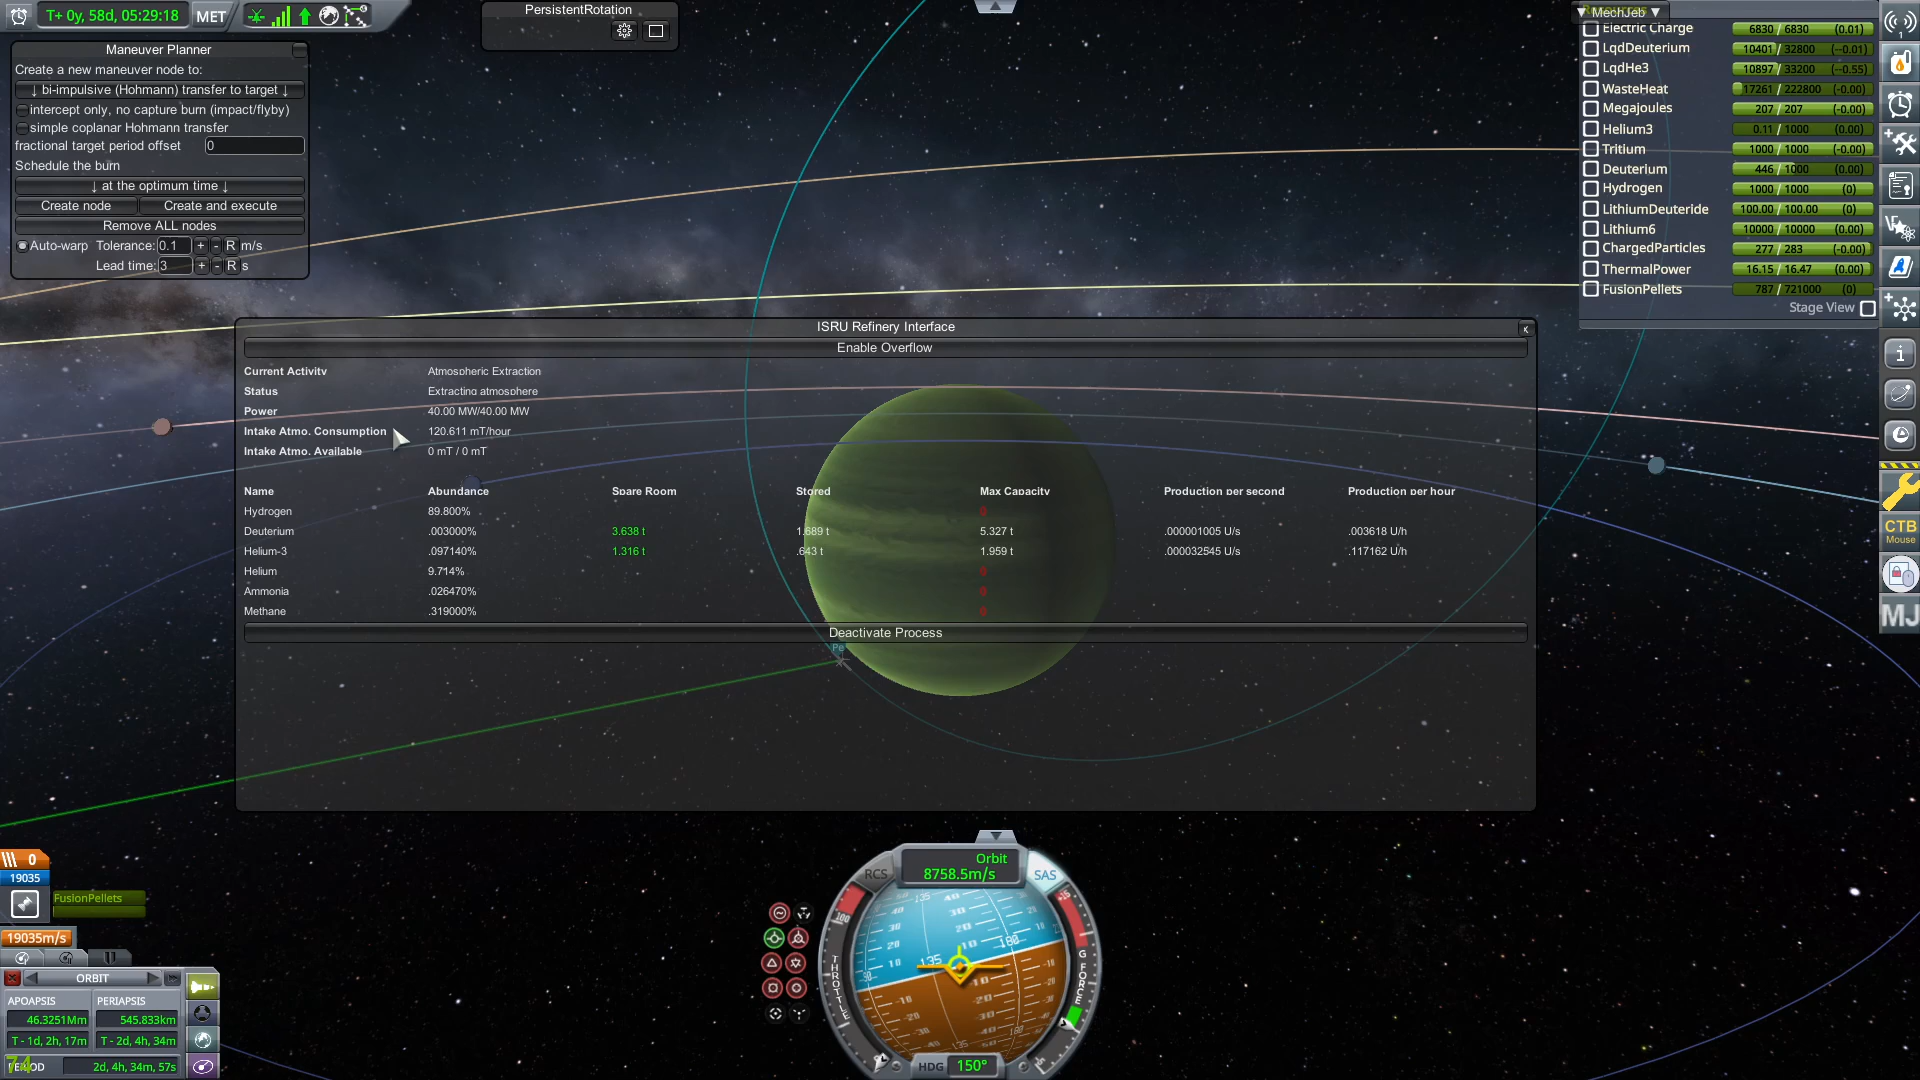 T+ 0y, 58d, 05:29:18 MET
PersistentRotation
▼ MechJeb ▼
Maneuver Planner
Create a new maneuver node to:
↓ bi-impulsive (Hohmann) transfer to target ↓
intercept only, no capture burn (impact/flyby)
simple coplanar Hohmann transfer
fractional target period offset 0
Schedule the burn
↓ at the optimum time ↓
Create node Create and execute
Remove ALL nodes
Auto-warp Tolerance: 0.1 + - R m/s
Lead time: 3 + - R s
Electric Charge 6830 / 6830 (0.01)
LqdDeuterium 10401 / 32800 (--0.01)
LqdHe3 10897 / 33200 (--0.55)
WasteHeat 17261 / 222800 (-0.00)
Megajoules 207 / 207 (-0.00)
Helium3 0.11 / 1000 (0.00)
Tritium 1000 / 1000 (-0.00)
Deuterium 446 / 1000 (0.00)
Hydrogen 1000 / 1000 (0)
LithiumDeuteride 100.00 / 100.00 (0)
Lithium6 10000 / 10000 (0)
ChargedParticles 277 / 283 (-0.00)
ThermalPower 16.15 / 16.47 (0.00)
FusionPellets 787 / 721000 (0)
Stage View
ISRU Refinery Interface
x
Enable Overflow
Current Activity Atmospheric Extraction
Status Extracting atmosphere
Power 40.00 MW/40.00 MW
Intake Atmo. Consumption 120.611 mT/hour
Intake Atmo. Available 0 mT / 0 mT
Name Abundance Spare Room Stored Max Capacity Production per second Production per hour
Hydrogen 89.800% 0
Deuterium .003000% 3.638 t 1.689 t 5.327 t .000001005 U/s .003618 U/h
Helium-3 .097140% 1.316 t .643 t 1.959 t .000032545 U/s .117162 U/h
Helium 9.714% 0
Ammonia .026470% 0
Methane .319000% 0
Deactivate Process
Pe
CTB
Mouse
MJ
0
19035
FusionPellets
19035m/s
ORBIT
APOAPSIS PERIAPSIS
46.3251Mm 545.833km
T - 1d, 2h, 17m T - 2d, 4h, 34m
74
2d, 4h, 34m, 57s
RCS Orbit SAS
8758.5m/s
THROTTLE
G FORCE
HDG 150°